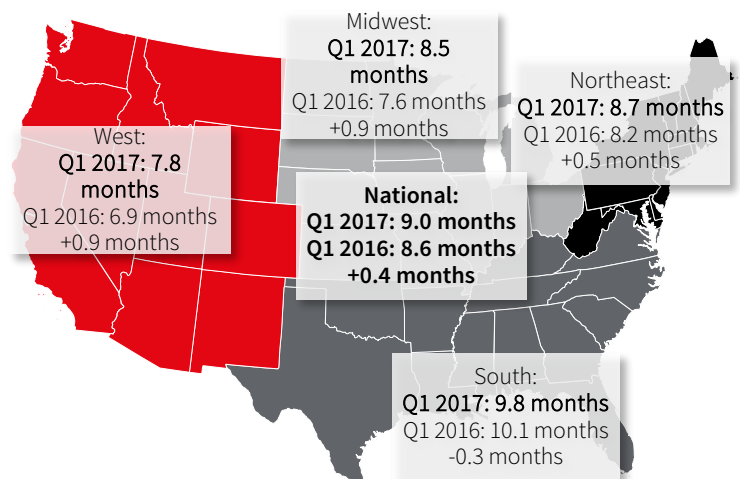 Midwest:
Q1 2017: 8.5
months
Q1 2016: 7.6 months
+0.9 months
Northeast:
Q1 2017: 8.7 months
Q1 2016: 8.2 months
+0.5 months
West:
Q1 2017: 7.8
months
Q1 2016: 6.9 months
+0.9 months
National:
Q1 2017: 9.0 months
Q1 2016: 8.6 months
+0.4 months
South:
Q1 2017: 9.8 months
Q1 2016: 10.1 months
-0.3 months